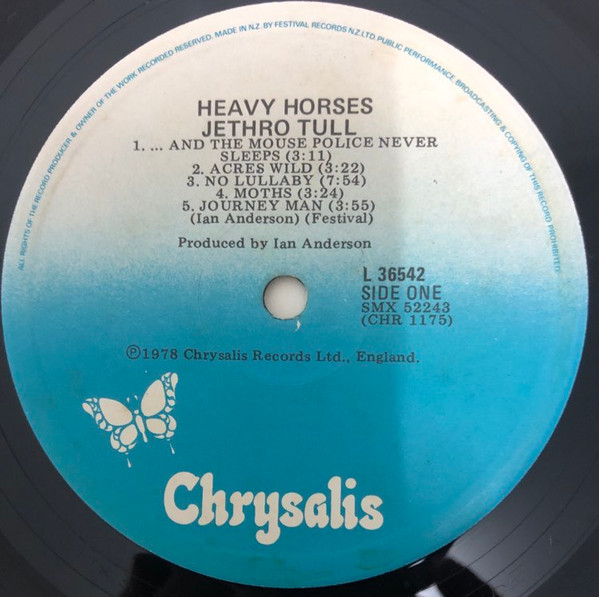 ALL RIGHTS OF THE RECORD PRODUCER & OWNER OF THE WORK RECORDED RESERVED. MADE IN N.Z. BY FESTIVAL RECORDS N.Z. LTD. PUBLIC PERFORMANCE, BROADCASTING & COPYING OF THIS RECORD PROHIBITED
HEAVY HORSES
JETHRO TULL
1. ... AND THE MOUSE POLICE NEVER
SLEEPS (3:11)
2. ACRES WILD (3:22)
3. NO LULLABY (7:54)
4. MOTHS (3:24)
5. JOURNEY MAN (3:55)
(Ian Anderson) (Festival)
Produced by Ian Anderson
L 36542
SIDE ONE
SMX 52243
(CHR 1175)
Ⓟ1978 Chrysalis Records Ltd., England.
Chrysalis